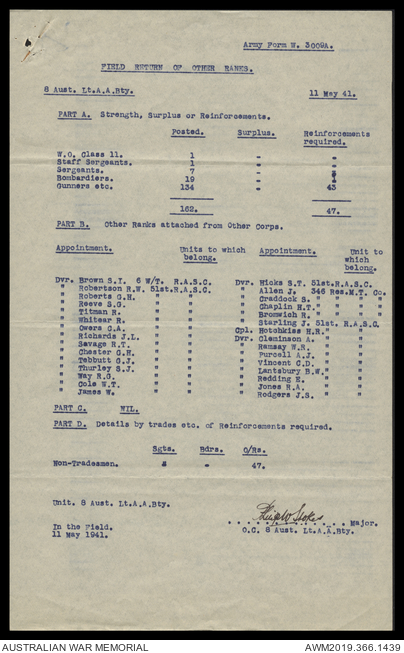 Army Form W. 3009A.
FIELD RETURN OF OTHER RANKS.
8 Aust. Lt.A.A.Bty. 11 May 41.
PART A. Strength, Surplus or Reinforcements.
Posted. Surplus. Reinforcements required.
W.O. Class 11. 1 - -
Staff Sergeants. 1 - -
Sergeants. 7 -
Bombardiers. 19 -
Gunners etc. 134 - 43
162. 47.
PART B. Other Ranks attached from Other Corps.
Appointment. Units to which belong. Appointment. Unit to which belong.
Dvr. Brown S.I. 6 W/T. R.A.S.C. Dvr. Hicks S.T. 51st.R.A.S.C.
" Robertson R.W. 51st.R.A.S.C. " Allen J. 346 Res.M.T. Co.
" Roberts G.H. " " " Craddock S. " " "
" Reeve S.G. " " " Chaplin H.T. " " "
" Titman R. " " " Bromwich R. " " "
" Whitear R. " " " Starling J. 51st. R.A.S.C.
" Owers C.A. " " Cpl. Hotchkiss H.R. " "
" Richards J.L. " " Dvr. Cleminson A. " "
" Savage R.T. " " " Ramsay W.R. " "
" Chester G.H. " " " Purcell A.J. " "
" Tebbutt G.J. " " " Vincent C.D. " "
" Thurley S.J. " " " Lantsbury B.W. " "
" Way R.G. " " " Redding E. " "
" Cole W.T. " " " Jones R.A. " "
" James W. " " " Rodgers J.S. " "
PART C. NIL.
PART D. Details by trades etc. of Reinforcements required.
Sgts. Bdrs. O/Rs.
Non-Tradesmen. - 47.
Unit. 8 Aust. Lt.A.A.Bty.
Stokes Major.
In the Field. O.C. 8 Aust. Lt.A.A.Bty.
11 May 1941.
AUSTRALIAN WAR MEMORIAL AWM2019.366.1439